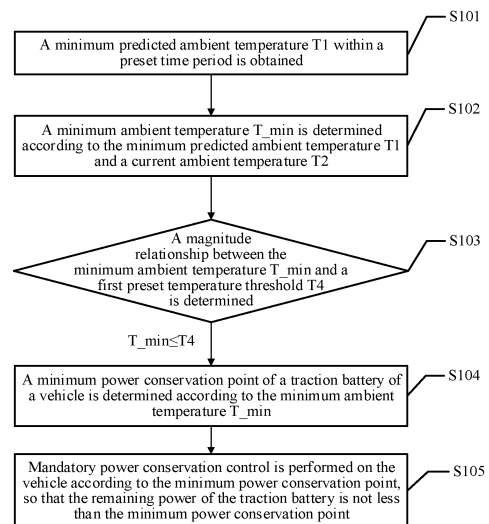 S101
A minimum predicted ambient temperature T1 within a
preset time period is obtained
S102
A minimum ambient temperature T_min is determined
according to the minimum predicted ambient temperature T1
and a current ambient temperature T2
S103
A magnitude
relationship between the
minimum ambient temperature T_min and a
first preset temperature threshold T4
is determined
T_min≤T4
S104
A minimum power conservation point of a traction battery of
a vehicle is determined according to the minimum ambient
temperature T_min
S105
Mandatory power conservation control is performed on the
vehicle according to the minimum power conservation point,
so that the remaining power of the traction battery is not less
than the minimum power conservation point